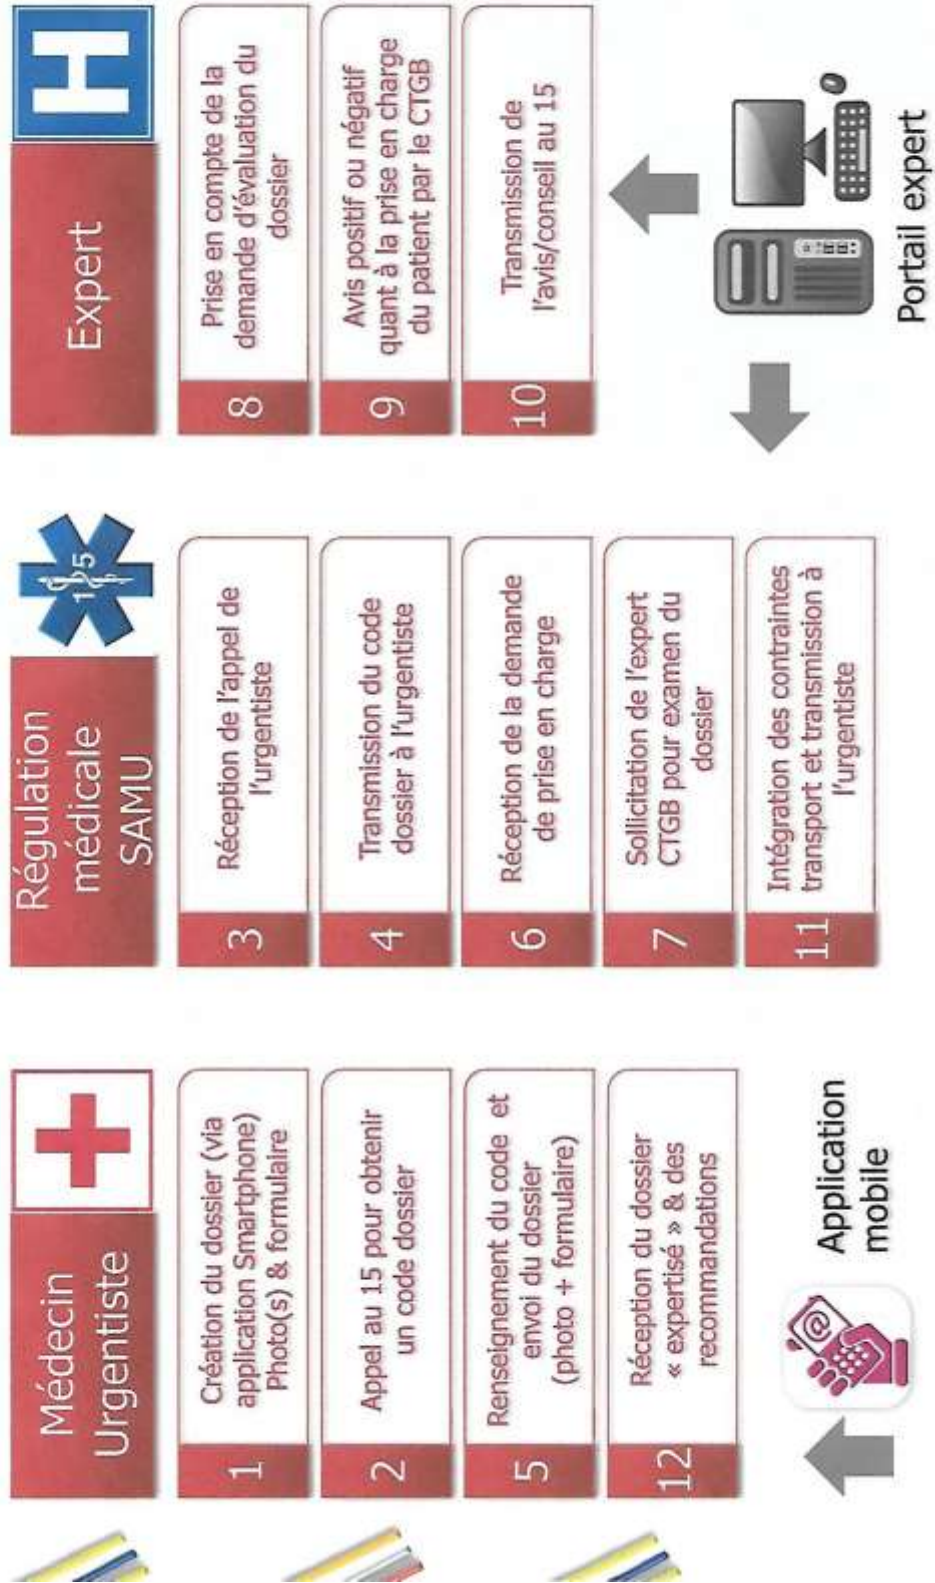 Médecin
Urgentiste
1
Création du dossier (via
application Smartphone)
Photo(s) & formulaire
2
Appel au 15 pour obtenir
un code dossier
5
Renseignement du code et
envoi du dossier
(photo + formulaire)
12
Réception du dossier
« expertisé » & des
recommandations
Application
mobile
Régulation
médicale
SAMU
15
3
Réception de l'appel de
l'urgentiste
4
Transmission du code
dossier à l'urgentiste
6
Réception de la demande
de prise en charge
7
Sollicitation de l'expert
CTGB pour examen du
dossier
11
Intégration des contraintes
transport et transmission à
l'urgentiste
Expert
H
8
Prise en compte de la
demande d'évaluation du
dossier
9
Avis positif ou négatif
quant à la prise en charge
du patient par le CTGB
10
Transmission de
l'avis/conseil au 15
Portail expert
@